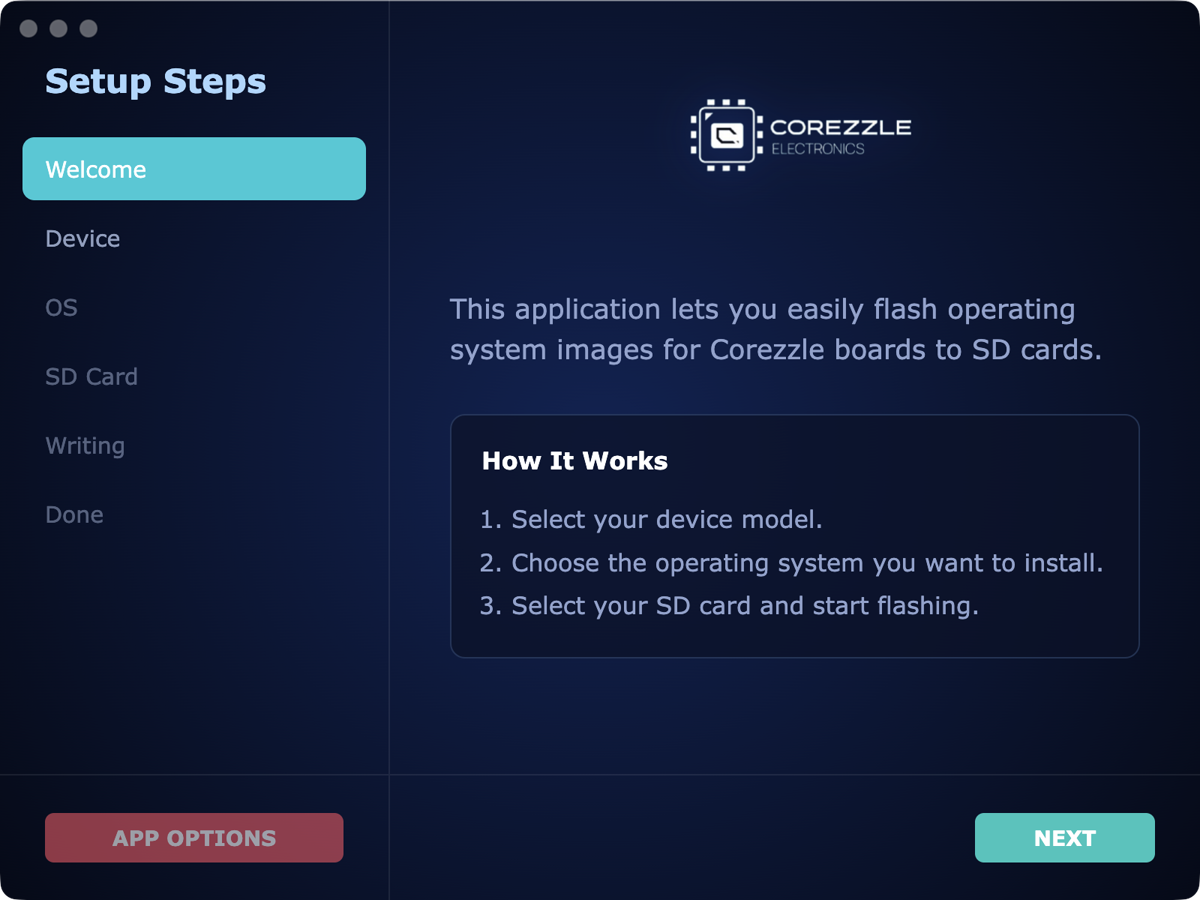 Setup Steps
Welcome
Device
OS
SD Card
Writing
Done
APP OPTIONS
COREZZLE
ELECTRONICS
This application lets you easily flash operating
system images for Corezzle boards to SD cards.
How It Works
1. Select your device model.
2. Choose the operating system you want to install.
3. Select your SD card and start flashing.
NEXT